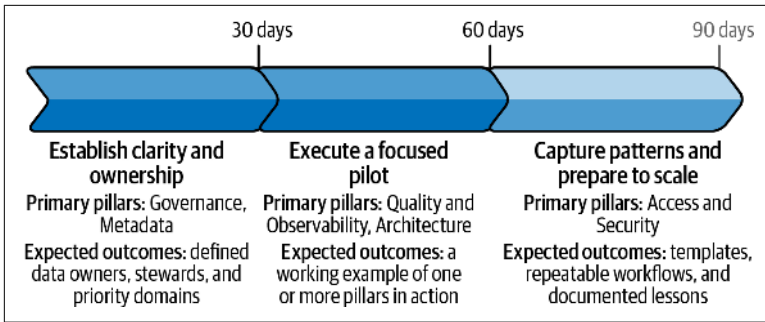 30 days
60 days
90 days
Establish clarity and
ownership
Primary pillars: Governance,
Metadata
Expected outcomes: defined
data owners, stewards, and
priority domains
Execute a focused
pilot
Primary pillars: Quality and
Observability, Architecture
Expected outcomes: a
working example of one
or more pillars in action
Capture patterns and
prepare to scale
Primary pillars: Access and
Security
Expected outcomes: templates,
repeatable workflows, and
documented lessons